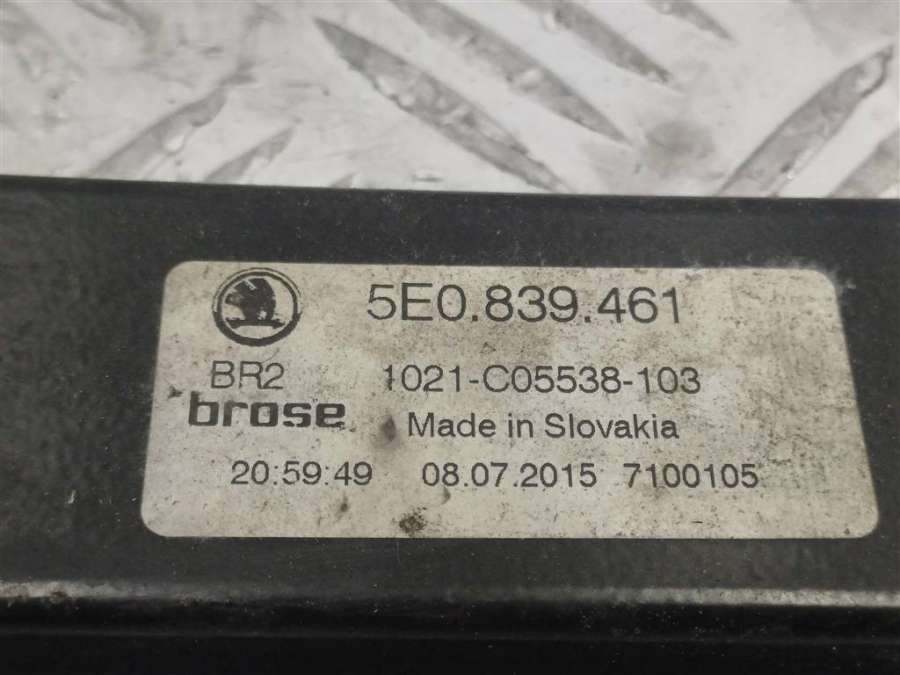 5E0.839.461
BR2 1021-C05538-103
brose Made in Slovakia
20:59:49 08.07.2015 7100105